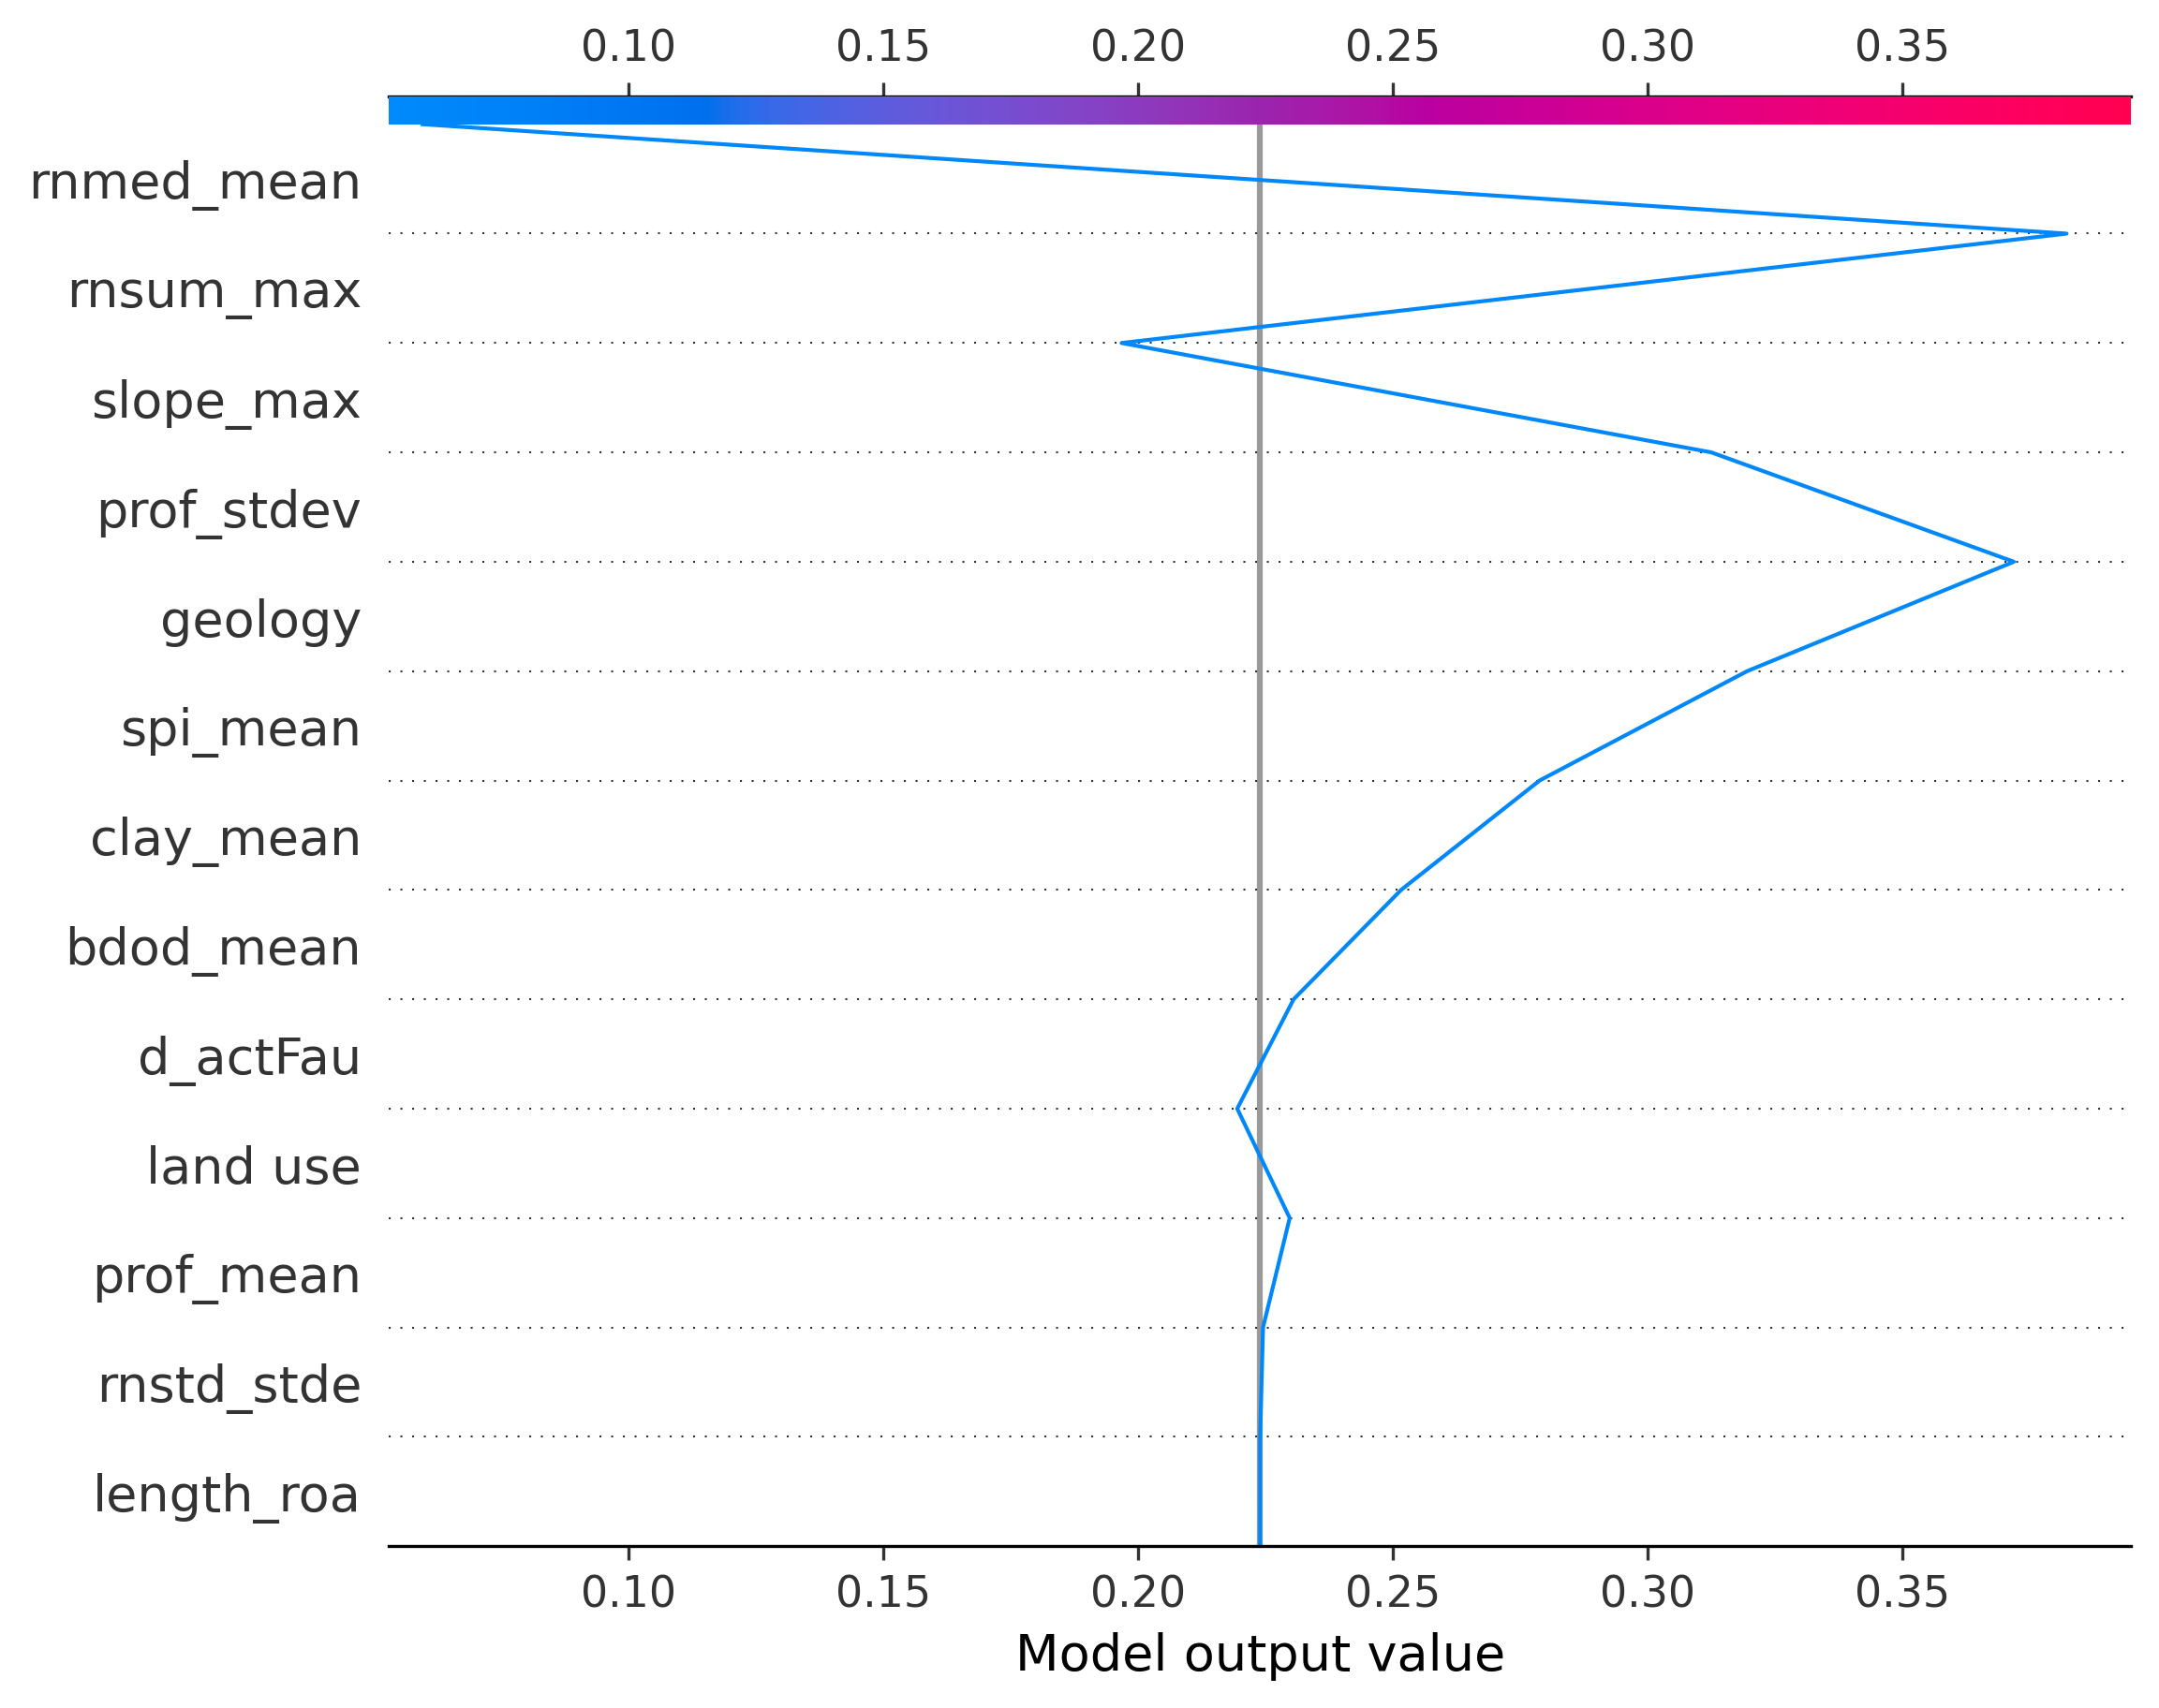 0.10 0.15 0.20 0.25 0.30 0.35
rnmed_mean
rnsum_max
slope_max
prof_stdev
geology
spi_mean
clay_mean
bdod_mean
d_actFau
land use
prof_mean
rnstd_stde
length_roa
0.10 0.15 0.20 0.25 0.30 0.35
Model output value